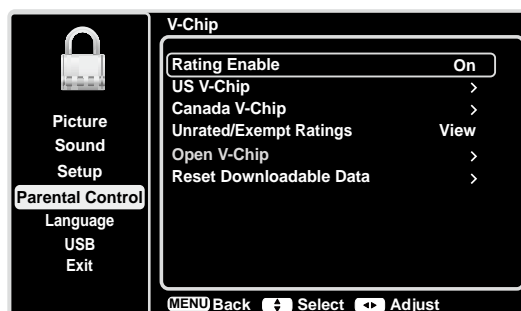 V-Chip
Picture
Sound
Setup
Parental Control
Language
USB
Exit
Rating Enable On
US V-Chip >
Canada V-Chip >
Unrated/Exempt Ratings View
Open V-Chip >
Reset Downloadable Data >
MENU Back Select Adjust